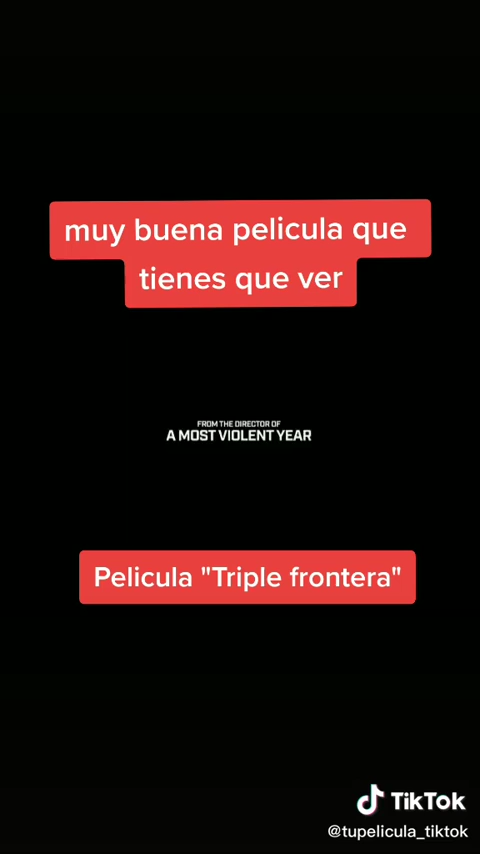 muy buena pelicula que
tienes que ver
FROM THE DIRECTOR OF
A MOST VIOLENT YEAR
Pelicula "Triple frontera"
TikTok
@tupelicula_tiktok